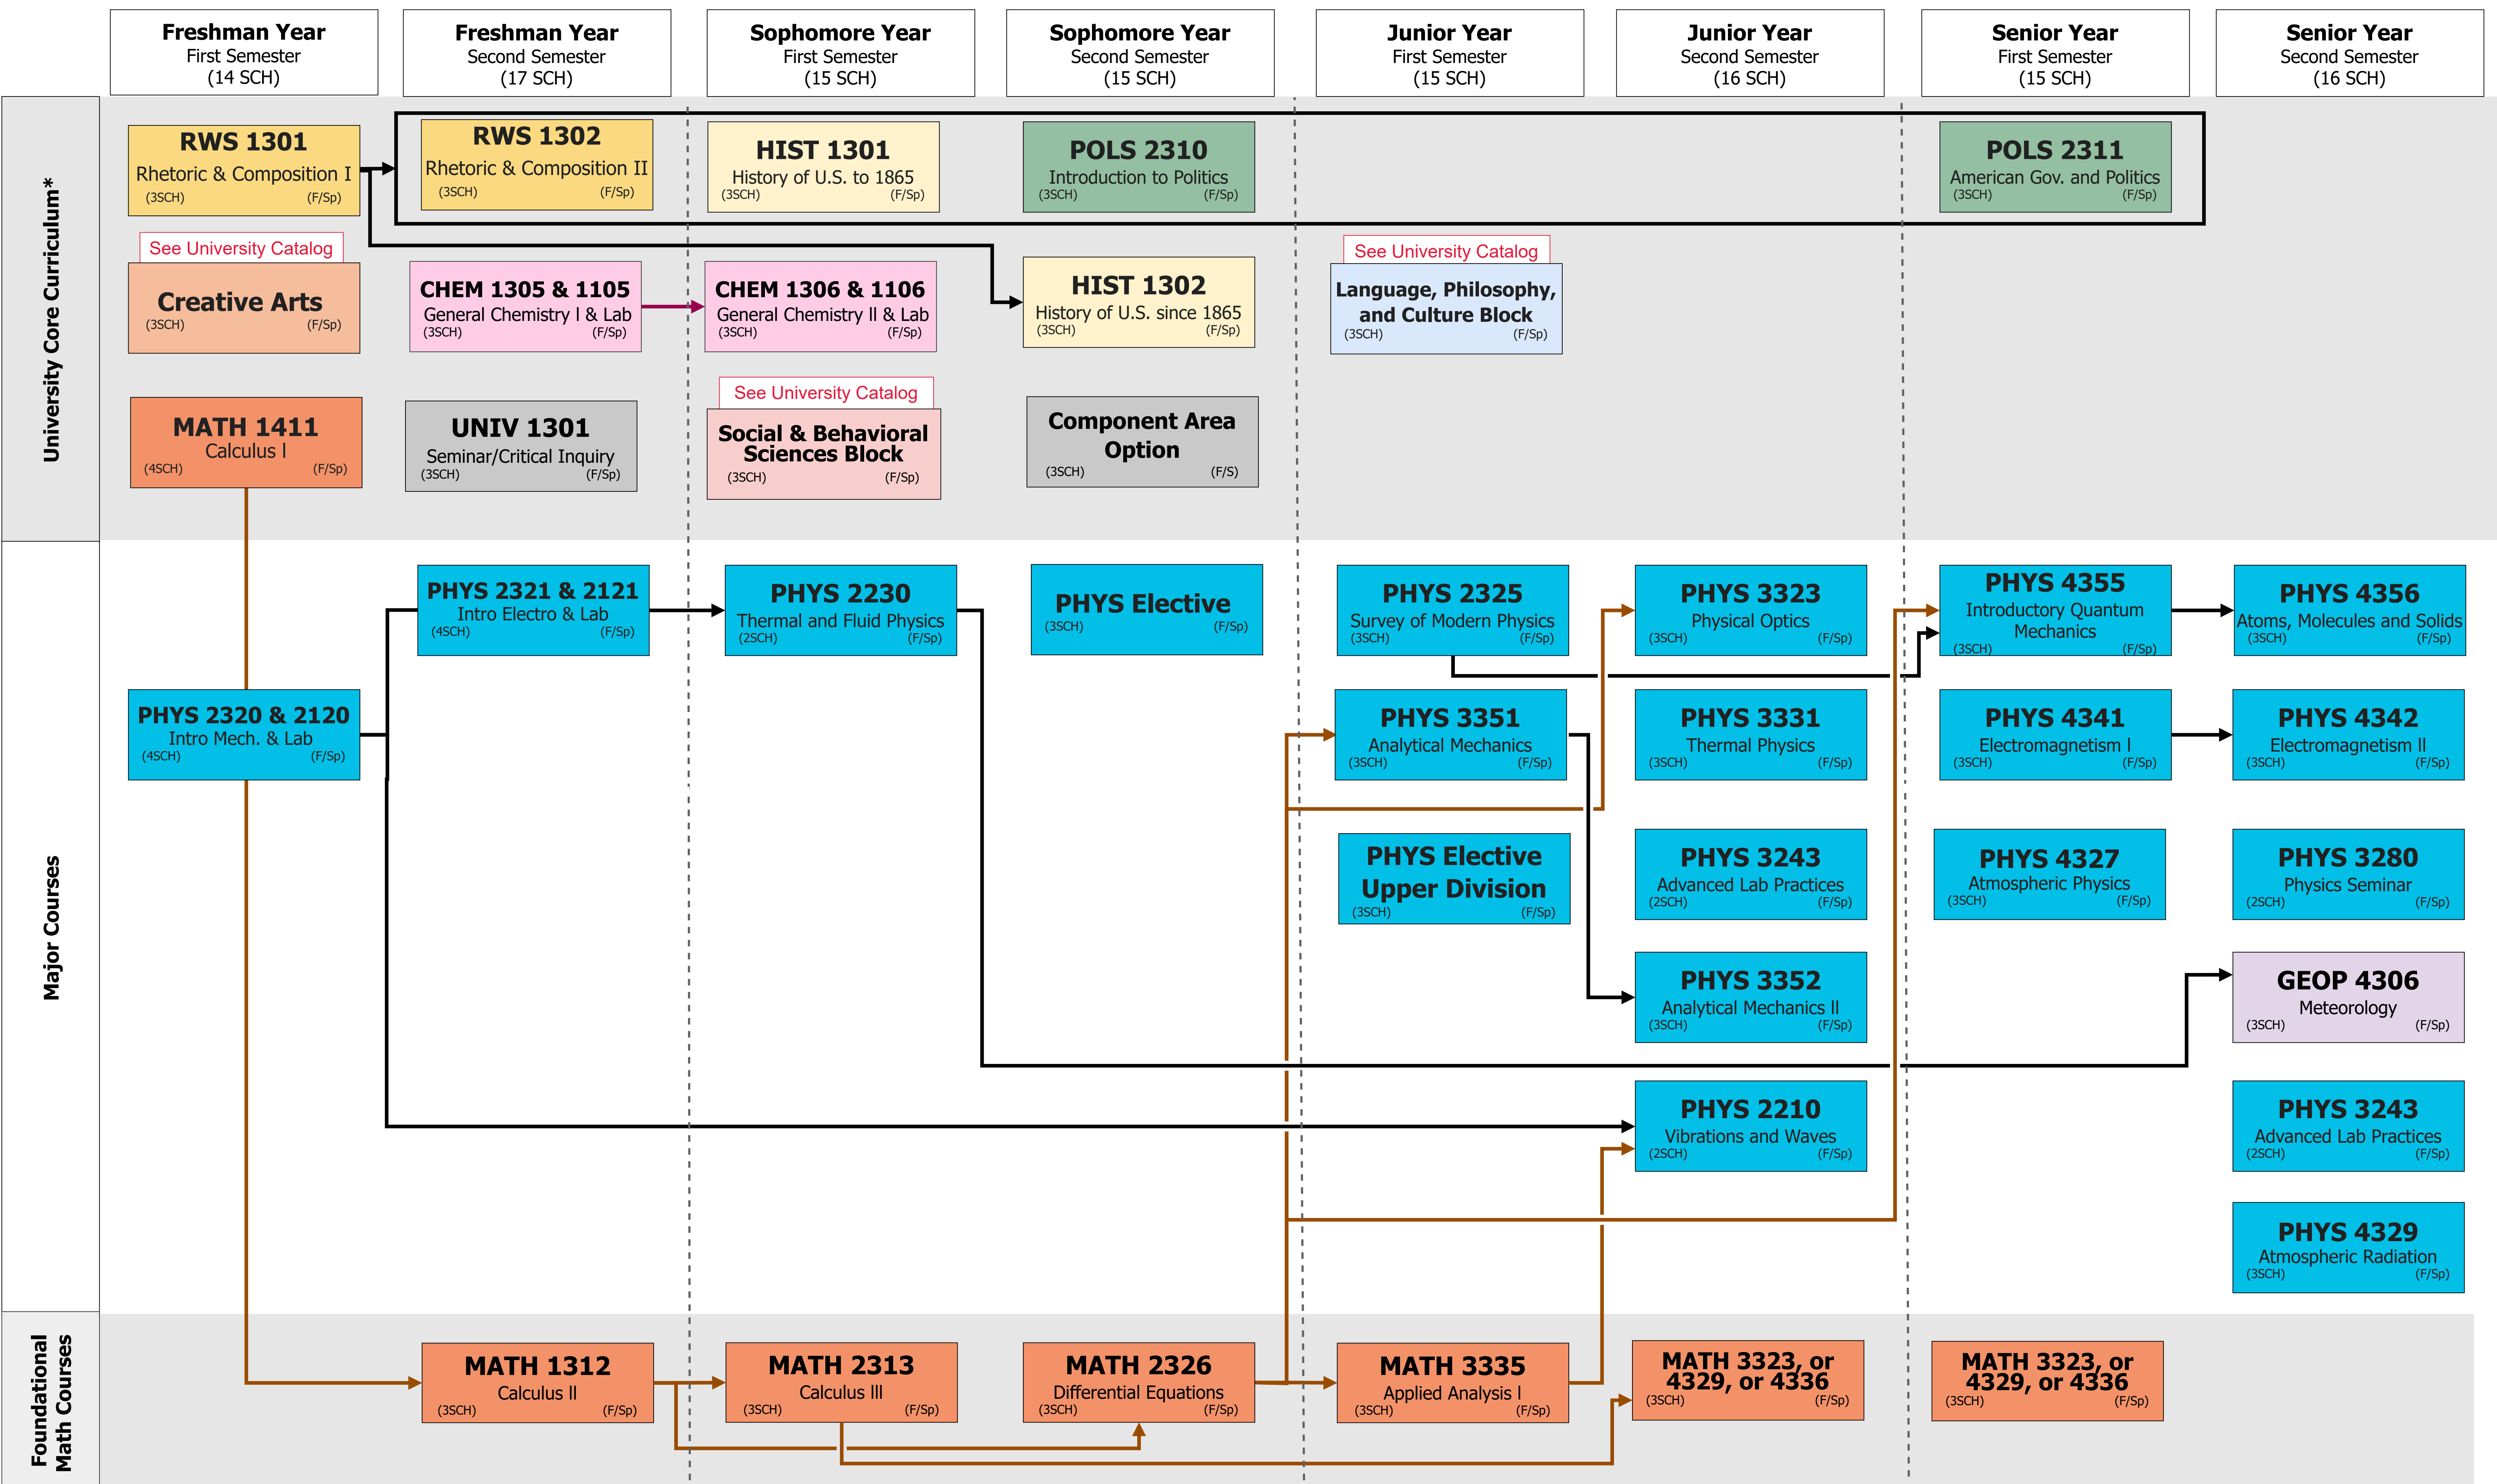 Freshman Year
First Semester
(14 SCH)
Freshman Year
Second Semester
(17 SCH)
Sophomore Year
First Semester
(15 SCH)
Sophomore Year
Second Semester
(15 SCH)
Junior Year
First Semester
(15 SCH)
Junior Year
Second Semester
(16 SCH)
Senior Year
First Semester
(15 SCH)
Senior Year
Second Semester
(16 SCH)
University Core Curriculum*
RWS 1301
Rhetoric & Composition I
(3SCH) (F/Sp)
RWS 1302
Rhetoric & Composition II
(3SCH) (F/Sp)
HIST 1301
History of U.S. to 1865
(3SCH) (F/Sp)
POLS 2310
Introduction to Politics
(3SCH) (F/Sp)
POLS 2311
American Gov. and Politics
(3SCH) (F/Sp)
See University Catalog
Creative Arts
(3SCH) (F/Sp)
CHEM 1305 & 1105
General Chemistry I & Lab
(3SCH) (F/Sp)
CHEM 1306 & 1106
General Chemistry II & Lab
(3SCH) (F/Sp)
HIST 1302
History of U.S. since 1865
(3SCH) (F/Sp)
See University Catalog
Language, Philosophy,
and Culture Block
(3SCH) (F/Sp)
MATH 1411
Calculus I
(4SCH) (F/Sp)
UNIV 1301
Seminar/Critical Inquiry
(3SCH) (F/Sp)
See University Catalog
Social & Behavioral
Sciences Block
(3SCH) (F/Sp)
Component Area
Option
(3SCH) (F/S)
Major Courses
PHYS 2321 & 2121
Intro Electro & Lab
(4SCH) (F/Sp)
PHYS 2230
Thermal and Fluid Physics
(2SCH) (F/Sp)
PHYS Elective
(3SCH) (F/Sp)
PHYS 2325
Survey of Modern Physics
(3SCH) (F/Sp)
PHYS 3323
Physical Optics
(3SCH) (F/Sp)
PHYS 4355
Introductory Quantum
Mechanics
(3SCH) (F/Sp)
PHYS 4356
Atoms, Molecules and Solids
(3SCH) (F/Sp)
PHYS 2320 & 2120
Intro Mech. & Lab
(4SCH) (F/Sp)
PHYS 3351
Analytical Mechanics
(3SCH) (F/Sp)
PHYS 3331
Thermal Physics
(3SCH) (F/Sp)
PHYS 4341
Electromagnetism I
(3SCH) (F/Sp)
PHYS 4342
Electromagnetism II
(3SCH) (F/Sp)
PHYS Elective
Upper Division
(3SCH) (F/Sp)
PHYS 3243
Advanced Lab Practices
(2SCH) (F/Sp)
PHYS 4327
Atmospheric Physics
(3SCH) (F/Sp)
PHYS 3280
Physics Seminar
(2SCH) (F/Sp)
PHYS 3352
Analytical Mechanics II
(3SCH) (F/Sp)
GEOP 4306
Meteorology
(3SCH) (F/Sp)
PHYS 2210
Vibrations and Waves
(2SCH) (F/Sp)
PHYS 3243
Advanced Lab Practices
(2SCH) (F/Sp)
PHYS 4329
Atmospheric Radiation
(3SCH) (F/Sp)
Foundational
Math Courses
MATH 1312
Calculus II
(3SCH) (F/Sp)
MATH 2313
Calculus III
(3SCH) (F/Sp)
MATH 2326
Differential Equations
(3SCH) (F/Sp)
MATH 3335
Applied Analysis I
(3SCH) (F/Sp)
MATH 3323, or
4329, or 4336
(3SCH) (F/Sp)
MATH 3323, or
4329, or 4336
(3SCH) (F/Sp)